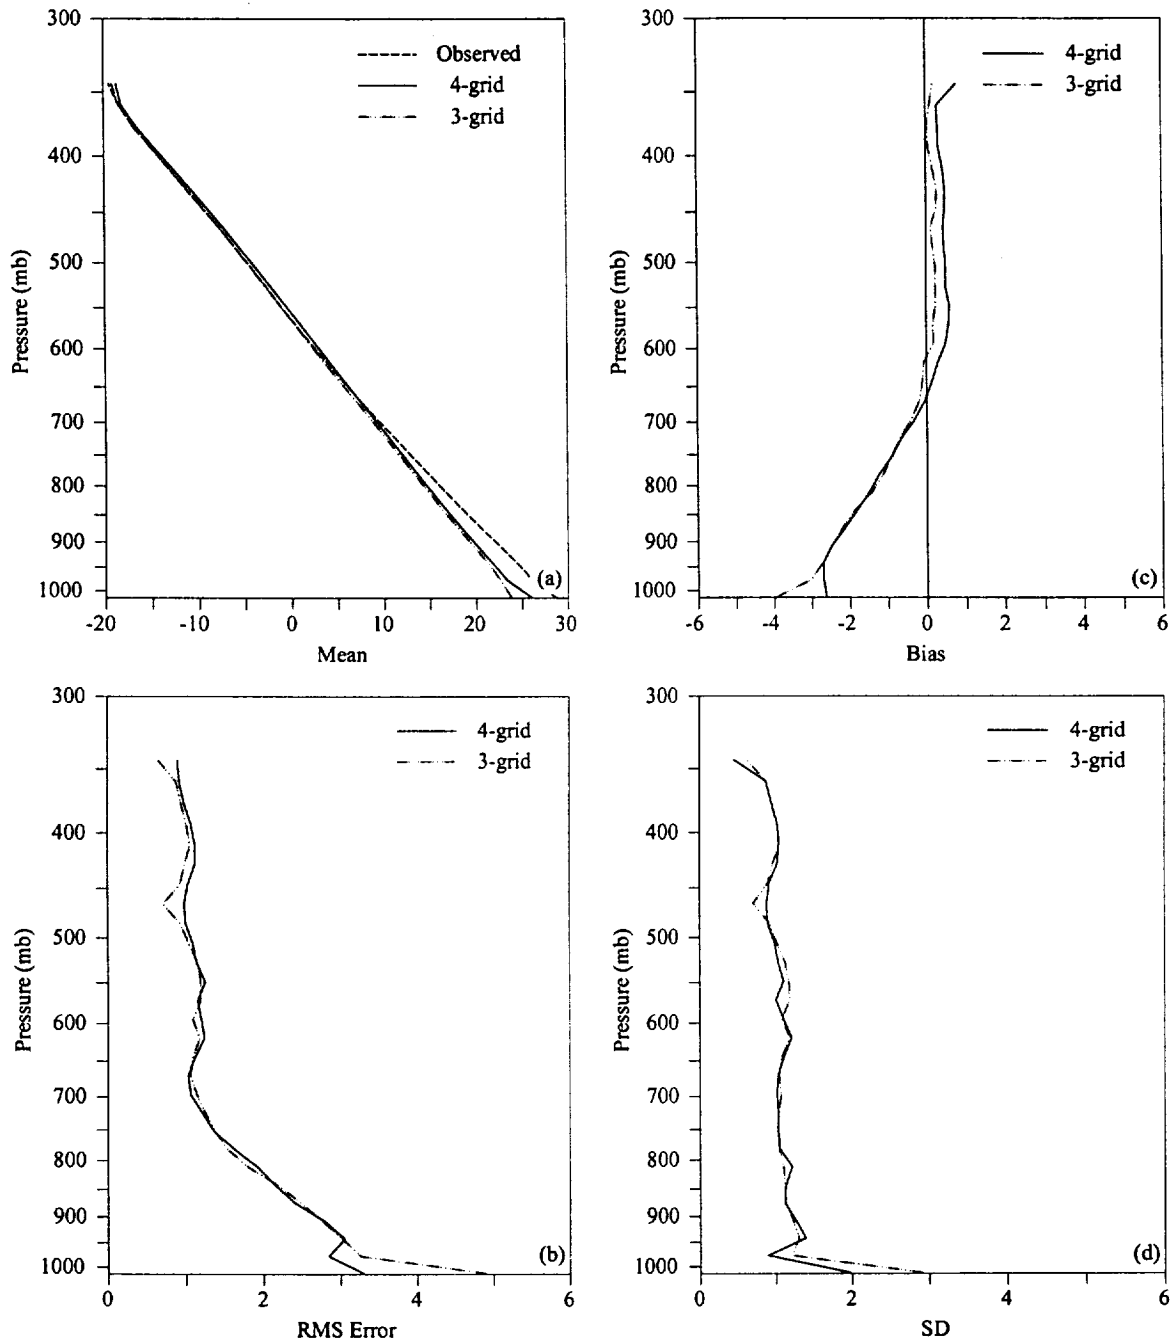 300
400
500
600
700
800
900
1000
Pressure (mb)
Observed
4-grid
3-grid
(a)
-20
-10
0
10
20
30
Mean
300
400
500
600
700
800
900
1000
Pressure (mb)
4-grid
3-grid
(c)
-6
-4
-2
0
2
4
6
Bias
300
400
500
600
700
800
900
1000
Pressure (mb)
4-grid
3-grid
(b)
0
2
4
6
RMS Error
300
400
500
600
700
800
900
1000
Pressure (mb)
4-grid
3-grid
(d)
0
2
4
6
SD